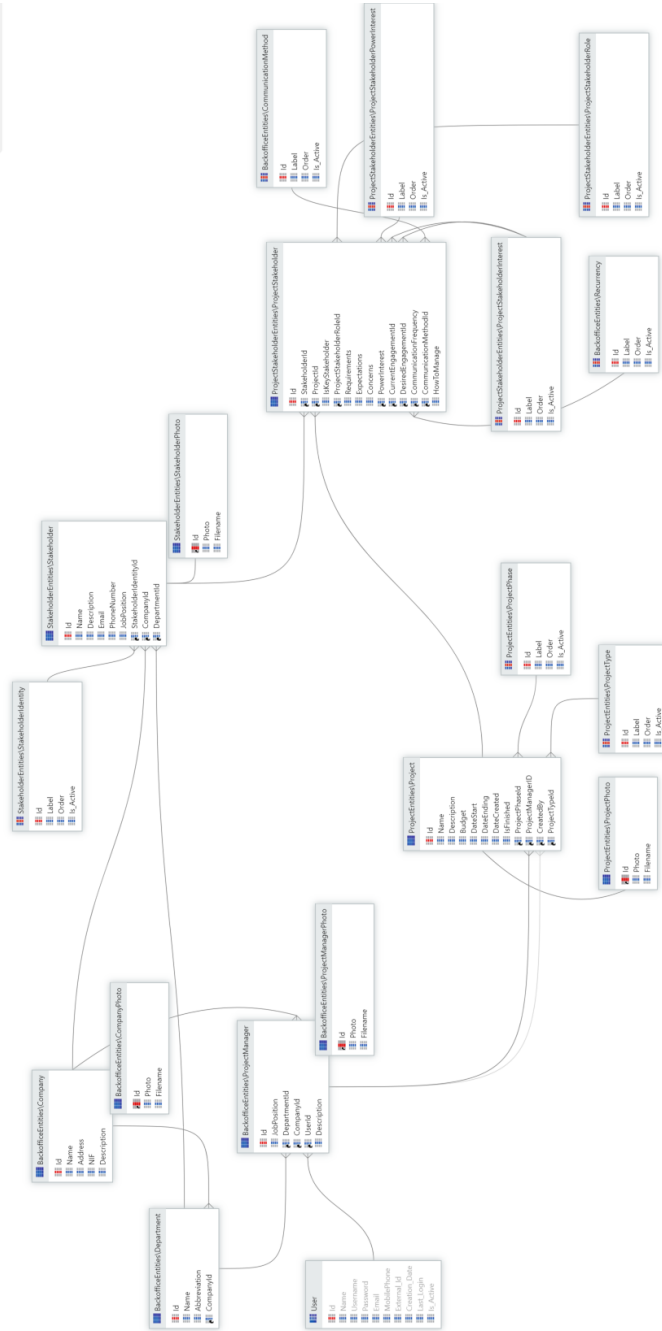 BackofficeEntities\CommunicationMethod
Id
Label
Order
Is_Active
ProjectStakeholderEntities\ProjectStakeholderPowerInterest
Id
Label
Order
Is_Active
ProjectStakeholderEntities\ProjectStakeholderRole
Id
Label
Order
Is_Active
ProjectStakeholderEntities\ProjectStakeholder
Id
StakeholderId
ProjectId
IsKeyStakeholder
ProjectStakeholderRoleId
Requirements
Expectations
Concerns
PowerInterest
CurrentEngagementId
DesiredEngagementId
CommunicationFrequency
CommunicationMethodId
HowToManage
ProjectStakeholderEntities\ProjectStakeholderInterest
Id
Label
Order
Is_Active
BackofficeEntities\Recurrency
Id
Label
Order
Is_Active
StakeholderEntities\Stakeholder
Id
Name
Description
Email
PhoneNumber
JobPosition
StakeholderIdentityId
CompanyId
DepartmentId
StakeholderEntities\StakeholderPhoto
Id
Photo
Filename
StakeholderEntities\StakeholderIdentity
Id
Label
Order
Is_Active
ProjectEntities\ProjectPhase
Id
Label
Order
Is_Active
ProjectEntities\ProjectType
Id
Label
Order
Is_Active
ProjectEntities\Project
Id
Name
Description
Budget
DateStart
DateEnding
DateCreated
IsFinished
ProjectPhaseId
ProjectManagerID
CreatedBy
ProjectTypeId
ProjectEntities\ProjectPhoto
Id
Photo
Filename
BackofficeEntities\ProjectManagerPhoto
Id
Photo
Filename
BackofficeEntities\CompanyPhoto
Id
Photo
Filename
BackofficeEntities\ProjectManager
Id
JobPosition
DepartmentId
CompanyId
UserId
Description
BackofficeEntities\Company
Id
Name
Address
NIF
Description
BackofficeEntities\Department
Id
Name
Abbreviation
CompanyId
User
Id
Name
Username
Password
Email
MobilePhone
External_Id
Creation_Date
Last_Login
Is_Active